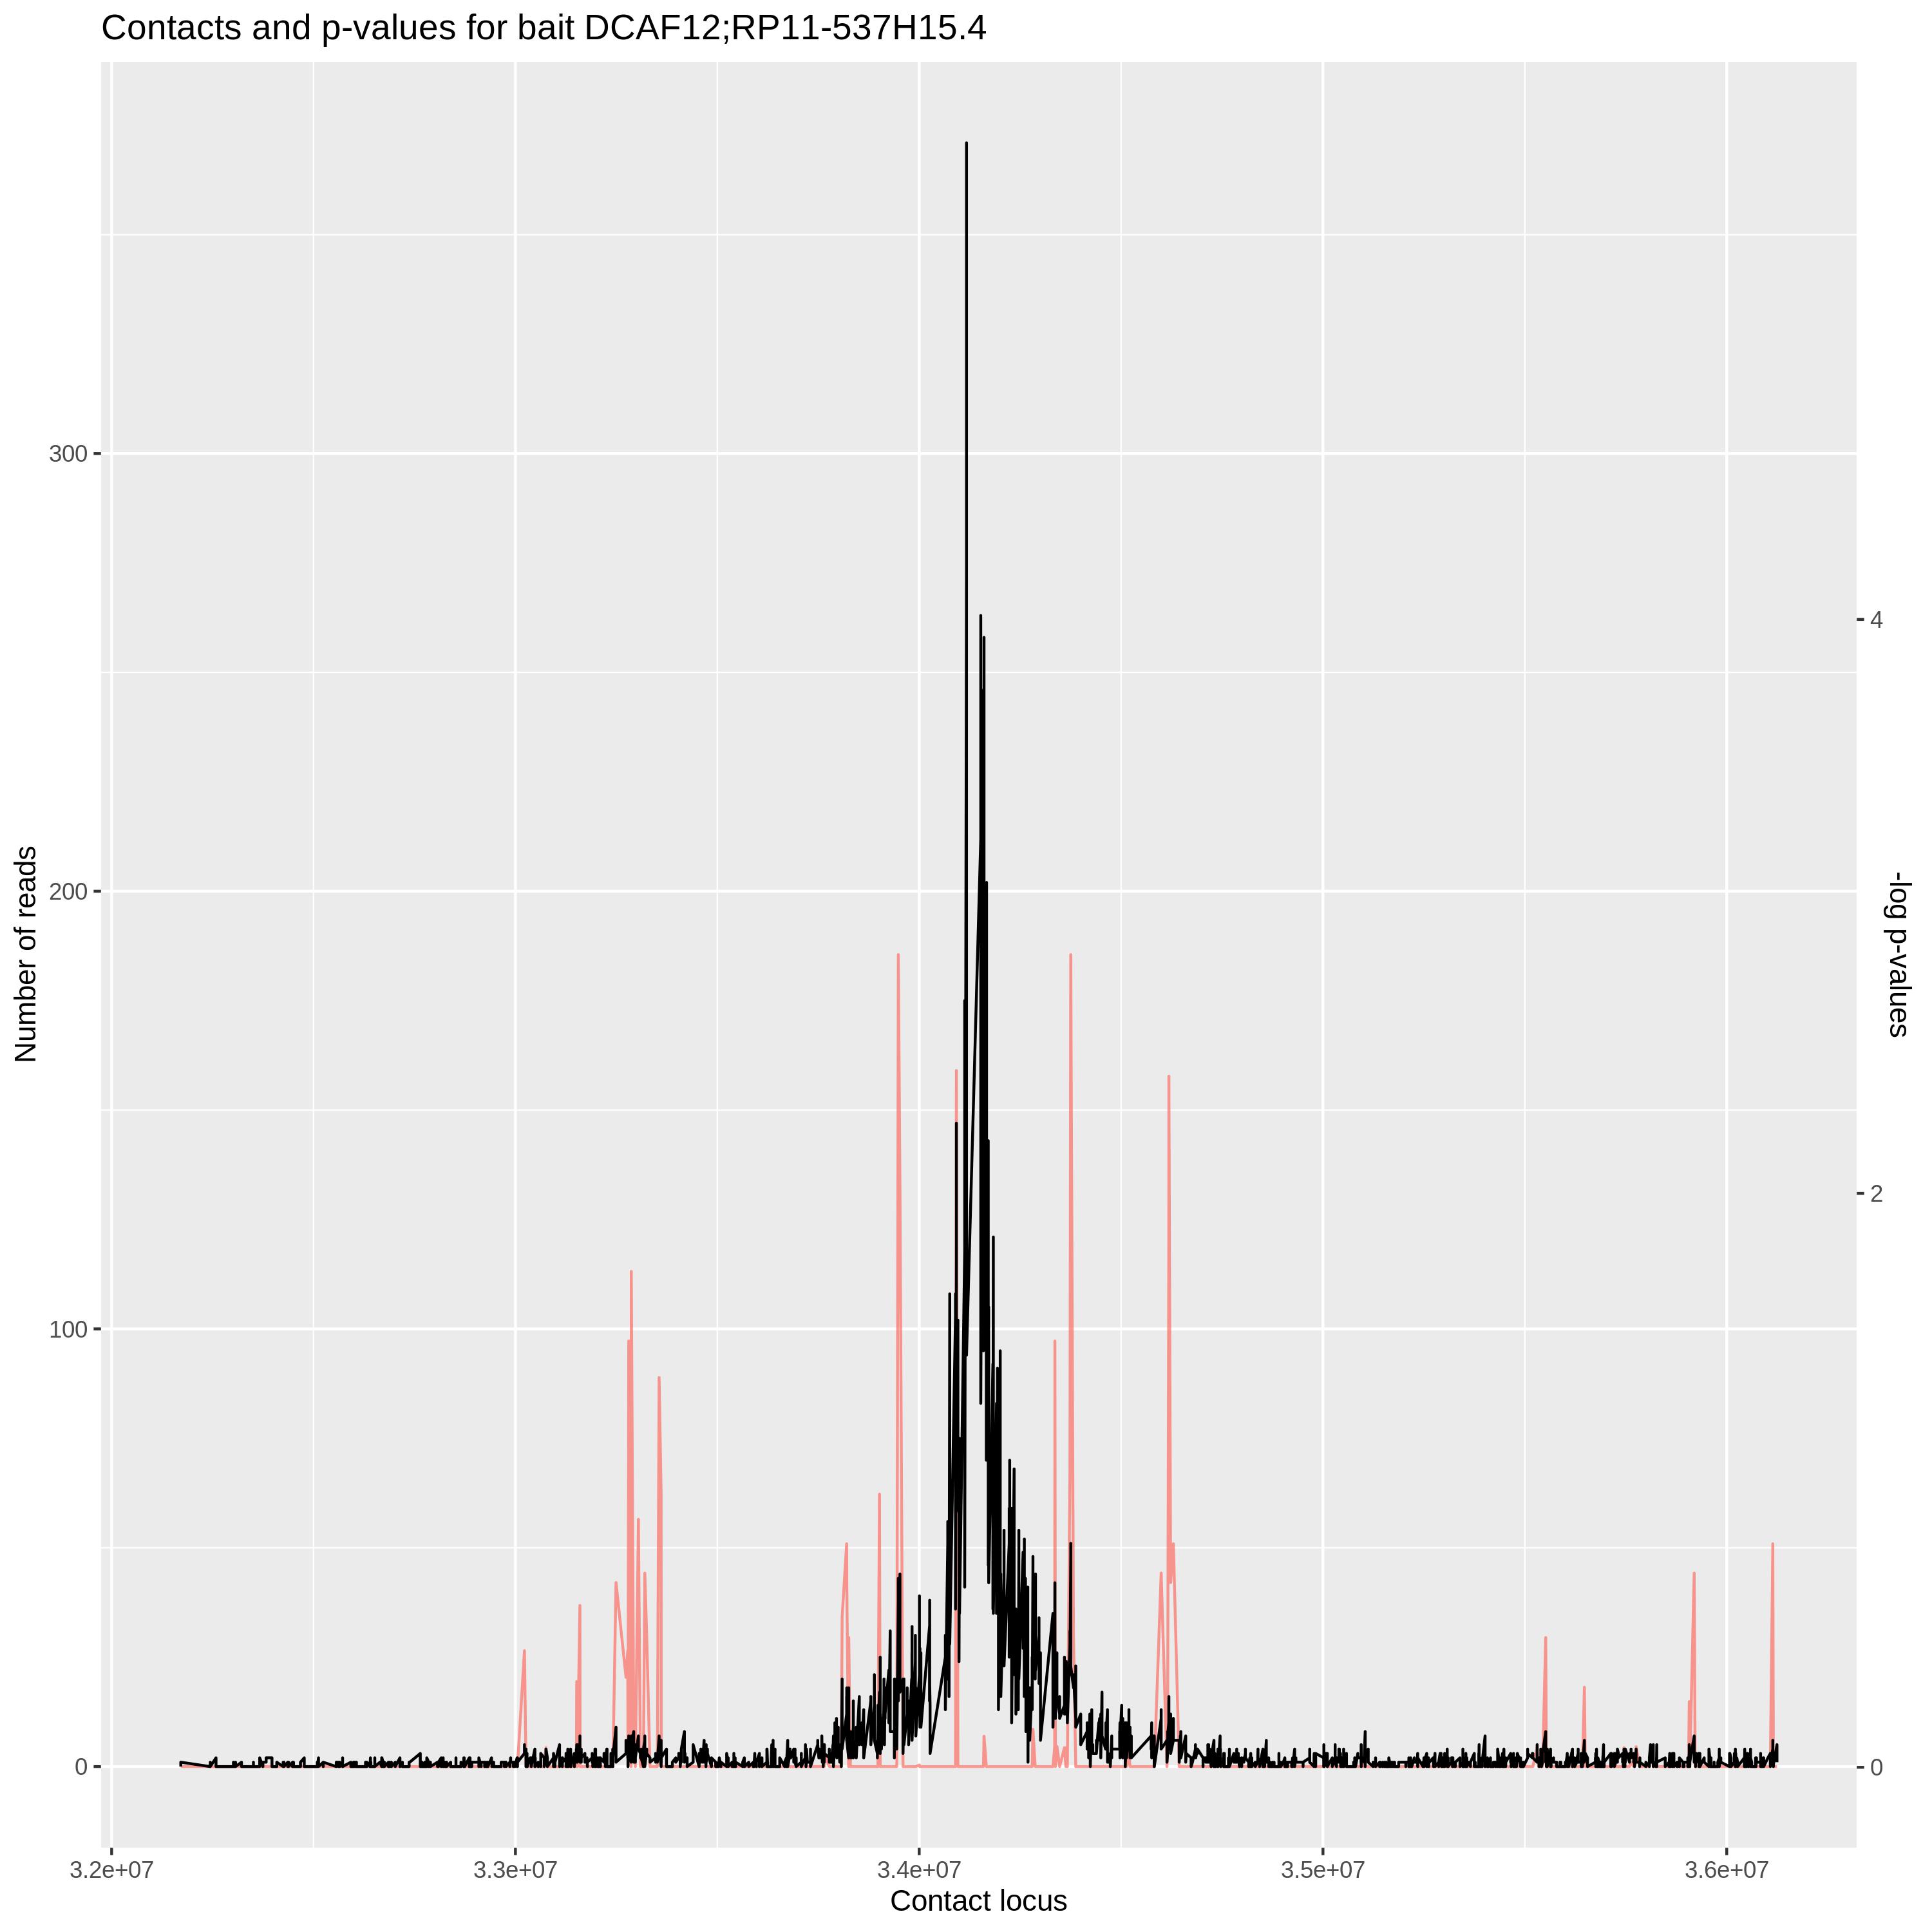 Contacts and p-values for bait DCAF12;RP11-537H15.4
300
200
100
0
Number of reads
4
2
0
-log p-values
3.2e+07
3.3e+07
3.4e+07
3.5e+07
3.6e+07
Contact locus